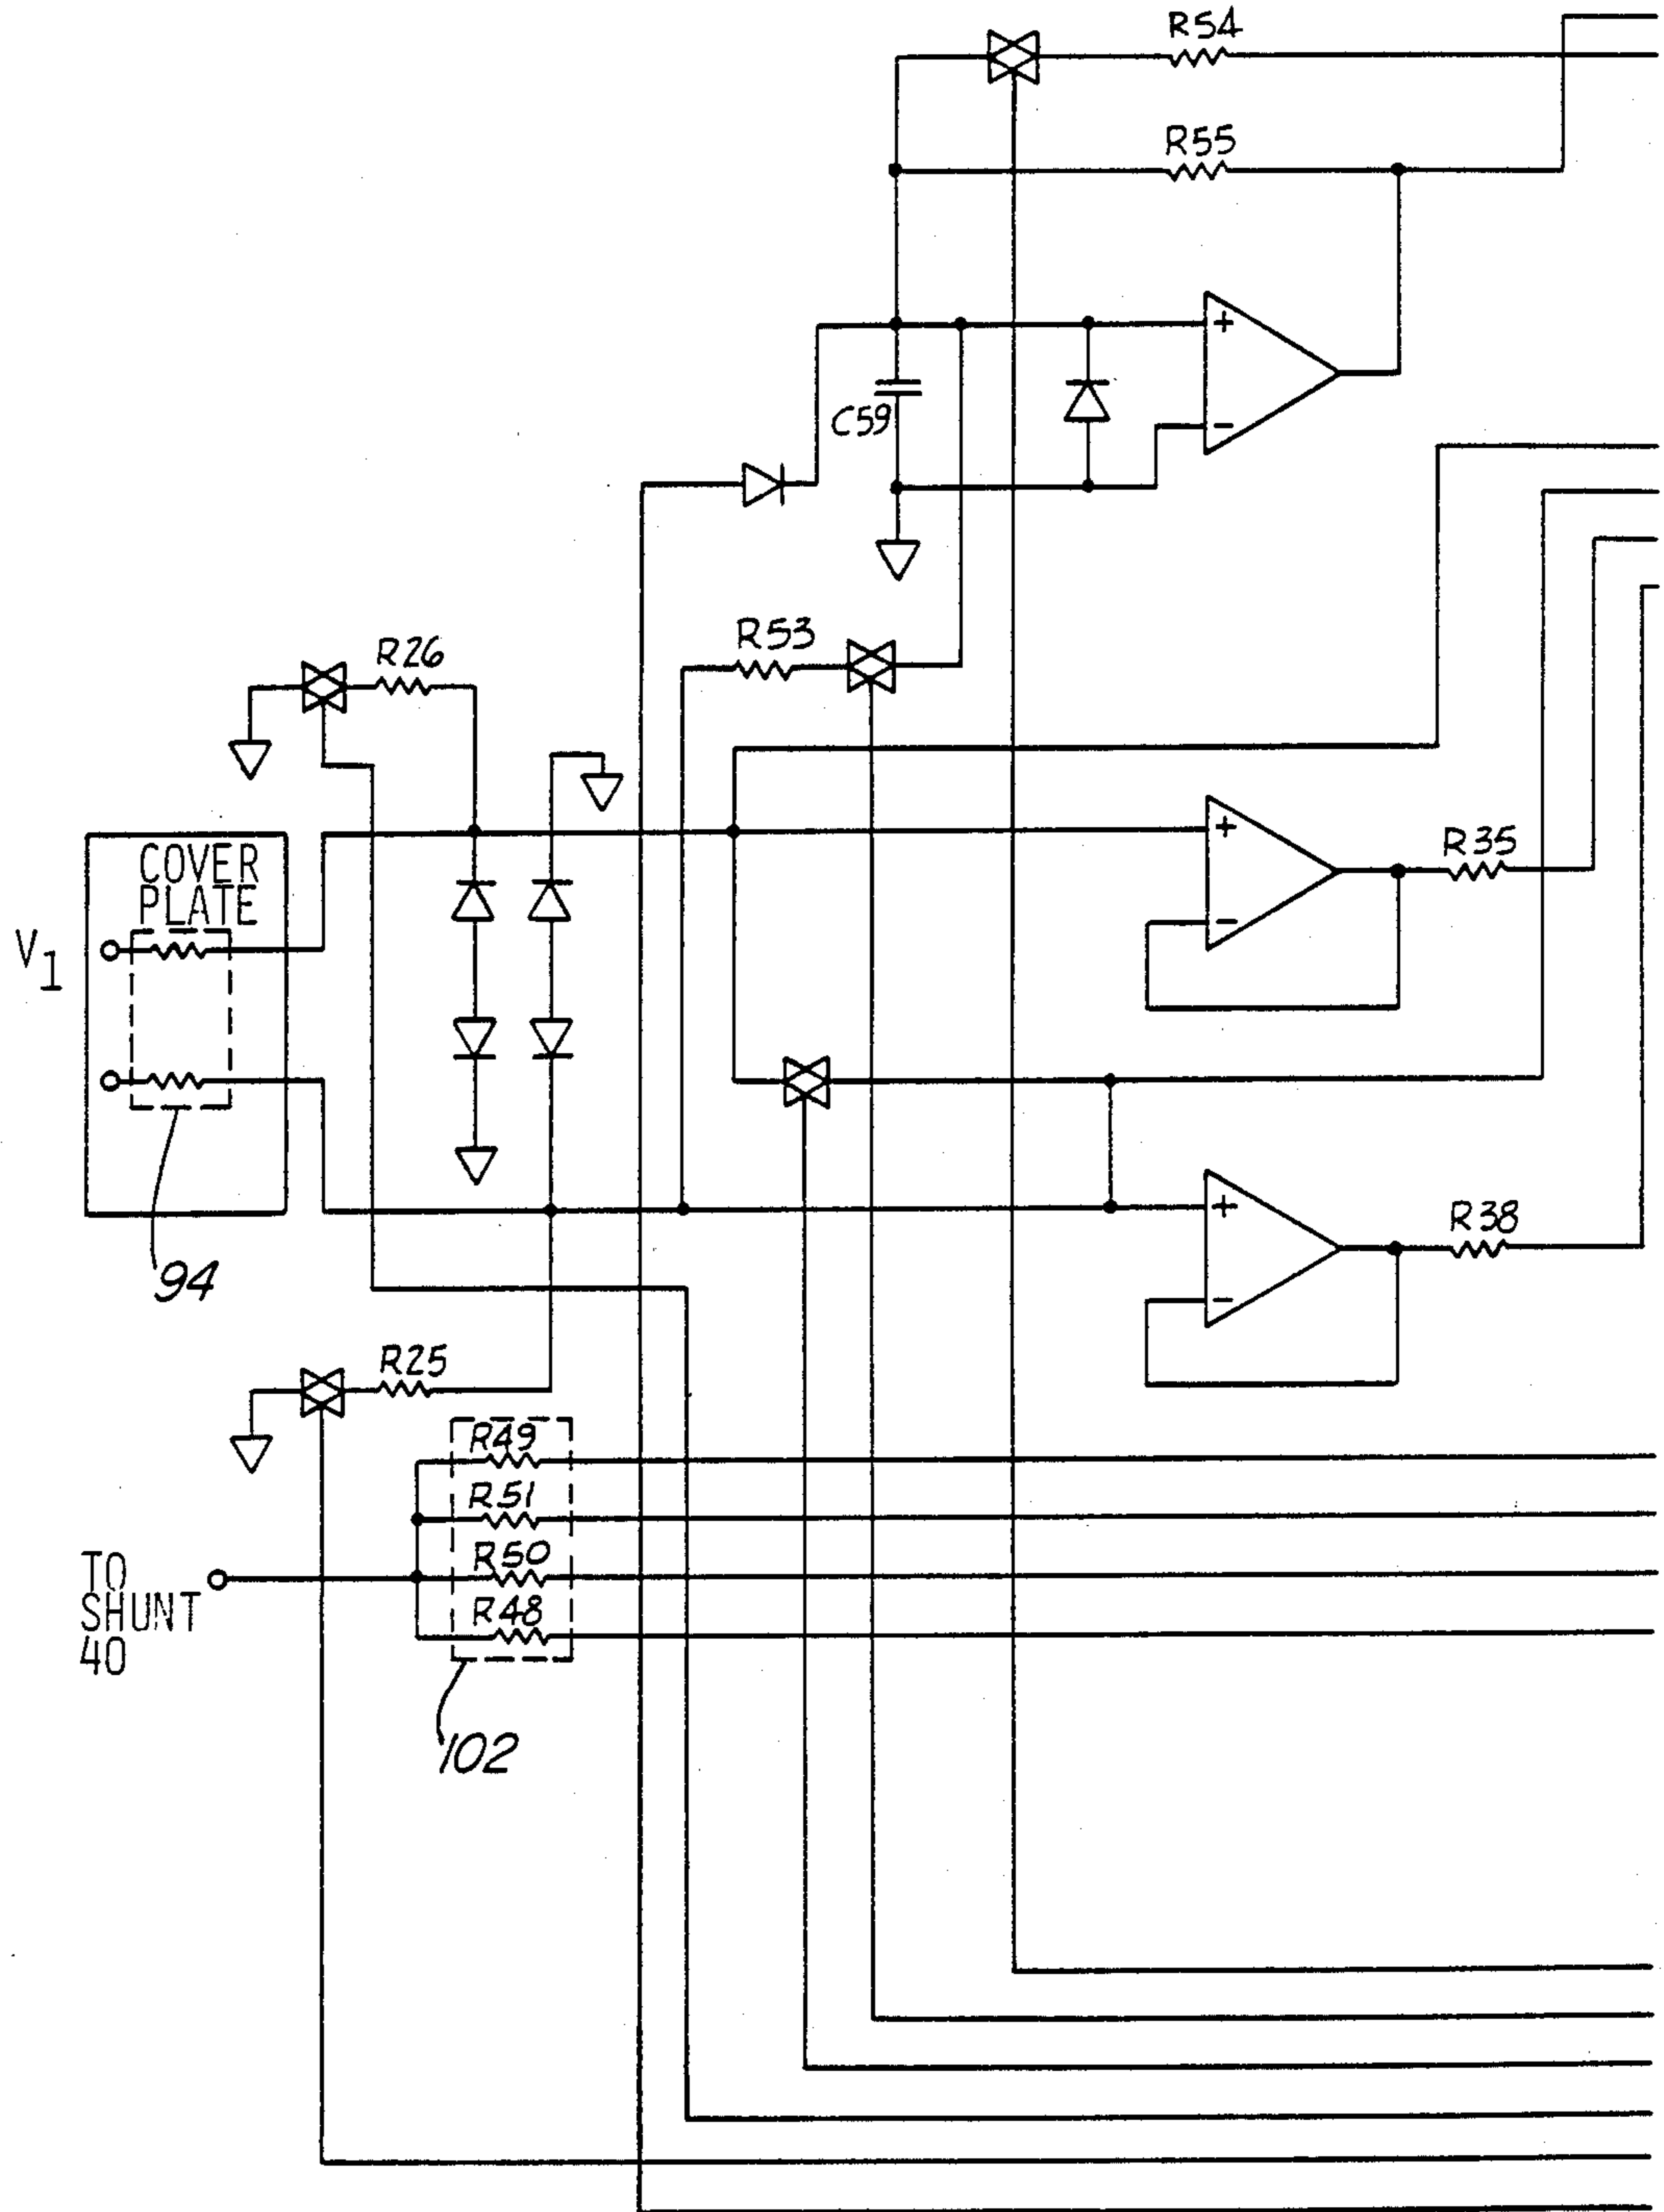 R54
R55
+
-
C59
R53
R26
COVER
PLATE
V1
+
-
R35
+
-
R38
94
R25
R49
R51
R50
R48
TO
SHUNT
40
102